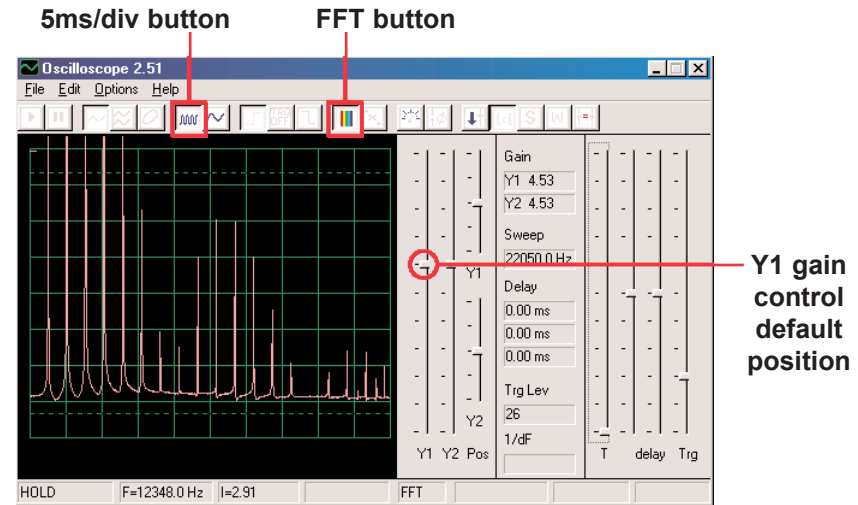 5ms/div button
FFT button
Oscilloscope 2.51
File Edit Options Help
TRG
OFF
S
Gain
Y1 4.53
Y2 4.53
Sweep
22050.0 Hz
Y1
Delay
0.00 ms
0.00 ms
0.00 ms
Trg Lev
26
Y2
1/dF
Y1 Y2 Pos
T delay Trg
Y1 gain
control
default
position
HOLD
F=12348.0 Hz
I=2.91
FFT